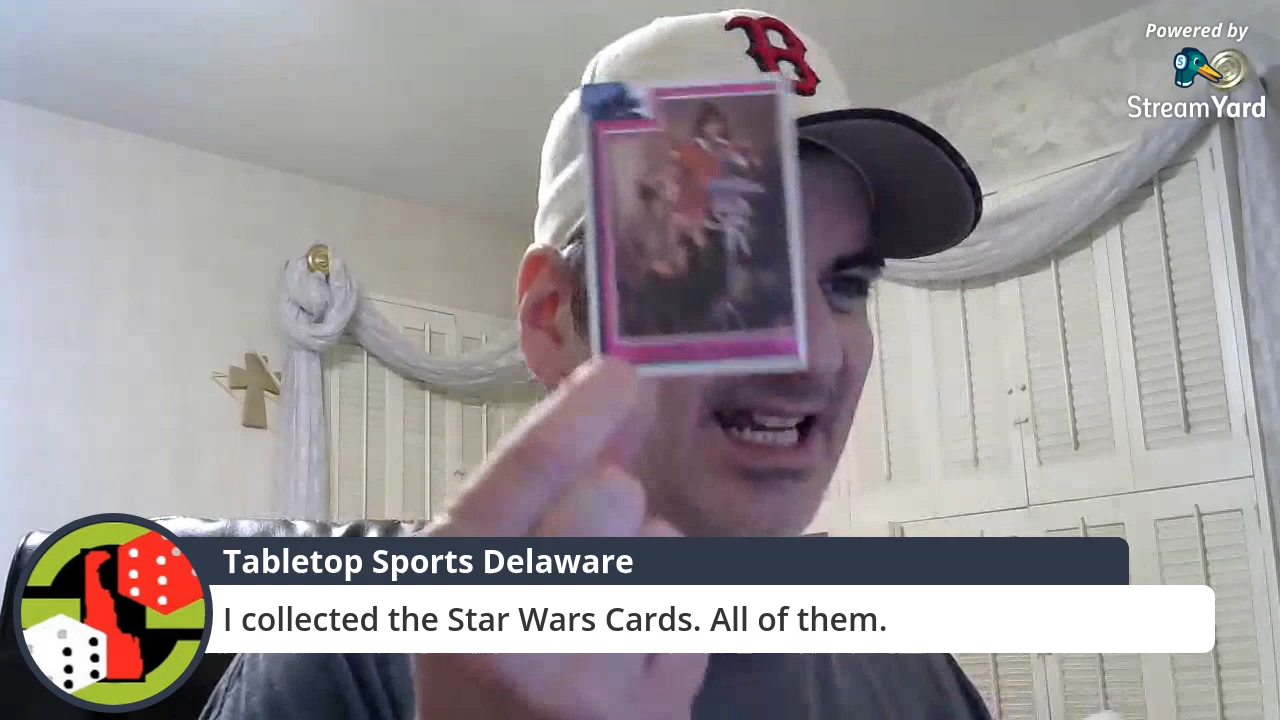 Powered by
StreamYard
B
Tabletop Sports Delaware
I collected the Star Wars Cards. All of them.